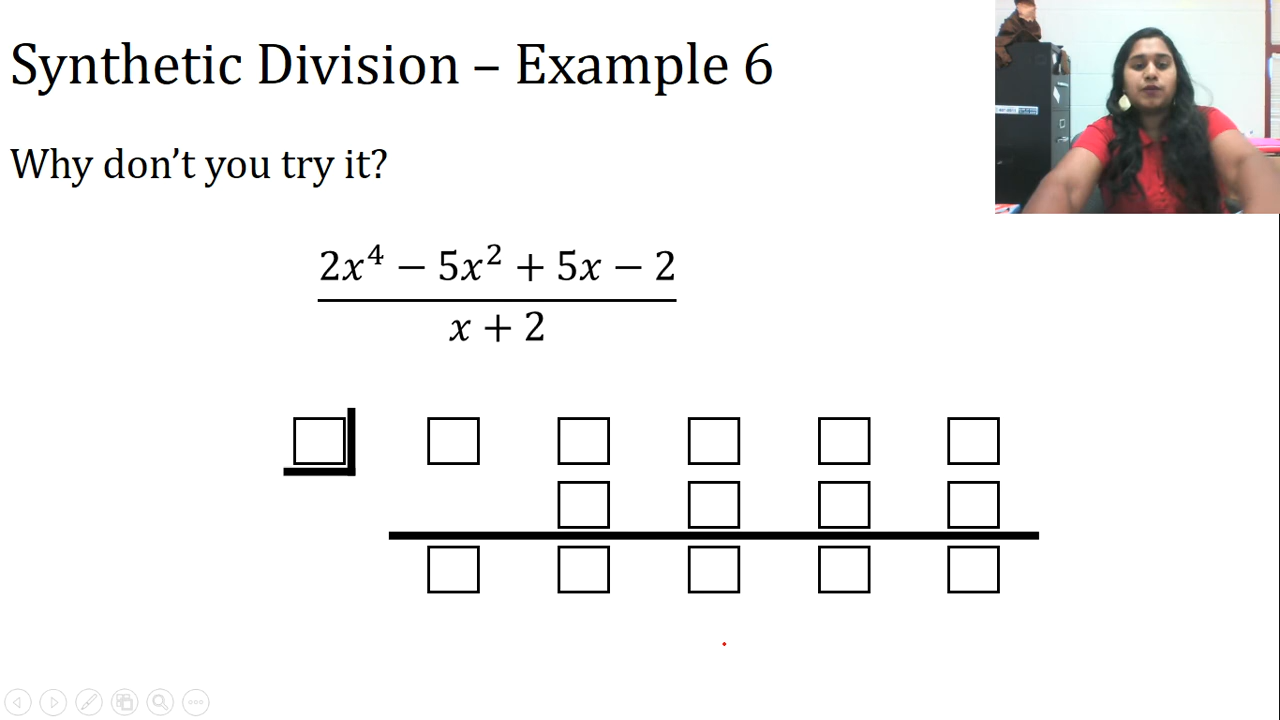 Synthetic Division – Example 6
Why don't you try it?
2x⁴ − 5x² + 5x − 2
x + 2